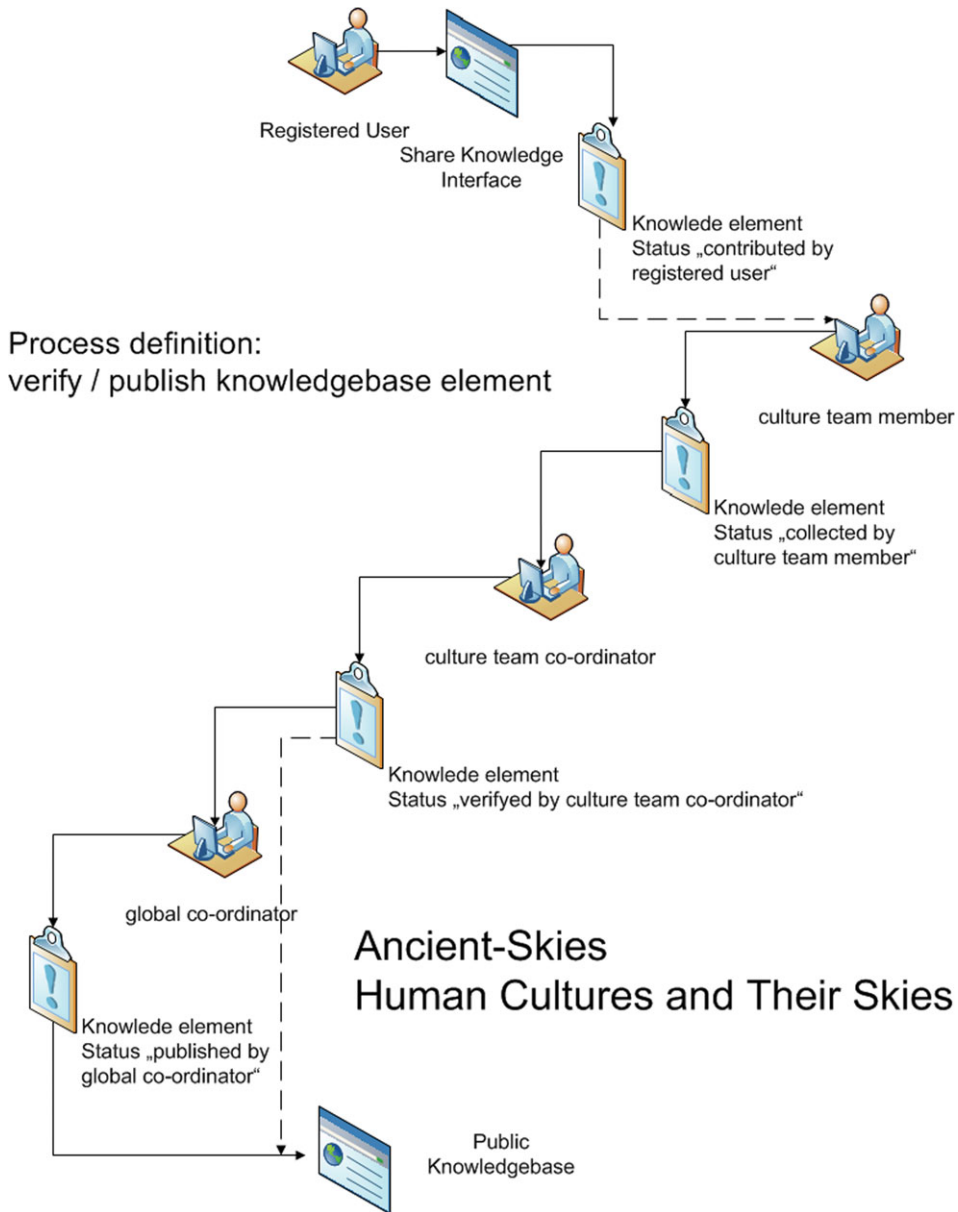 Registered User
Share Knowledge
Interface
Knowlede element
Status „contributed by
registered user“
Process definition:
verify / publish knowledgebase element
culture team member
Knowlede element
Status „collected by
culture team member“
culture team co-ordinator
Knowlede element
Status „verifyed by culture team co-ordinator“
global co-ordinator
Ancient-Skies
Human Cultures and Their Skies
Knowlede element
Status „published by
global co-ordinator“
Public
Knowledgebase